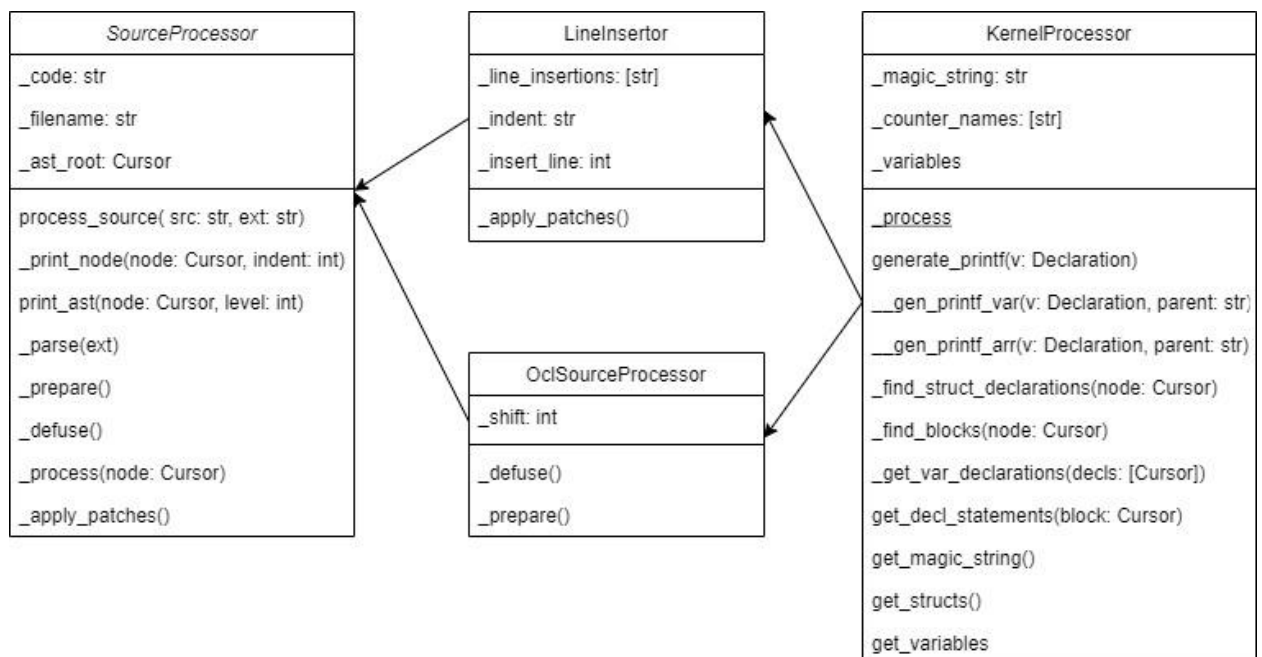 SourceProcessor
_code: str
_filename: str
_ast_root: Cursor
process_source( src: str, ext: str)
_print_node(node: Cursor, indent: int)
print_ast(node: Cursor, level: int)
_parse(ext)
_prepare()
_defuse()
_process(node: Cursor)
_apply_patches()
LineInsertor
_line_insertions: [str]
_indent: str
_insert_line: int
_apply_patches()
OclSourceProcessor
_shift: int
_defuse()
_prepare()
KernelProcessor
_magic_string: str
_counter_names: [str]
_variables
_process
generate_printf(v: Declaration)
__gen_printf_var(v: Declaration, parent: str)
__gen_printf_arr(v: Declaration, parent: str)
_find_struct_declarations(node: Cursor)
_find_blocks(node: Cursor)
_get_var_declarations(decls: [Cursor])
get_decl_statements(block: Cursor)
get_magic_string()
get_structs()
get_variables